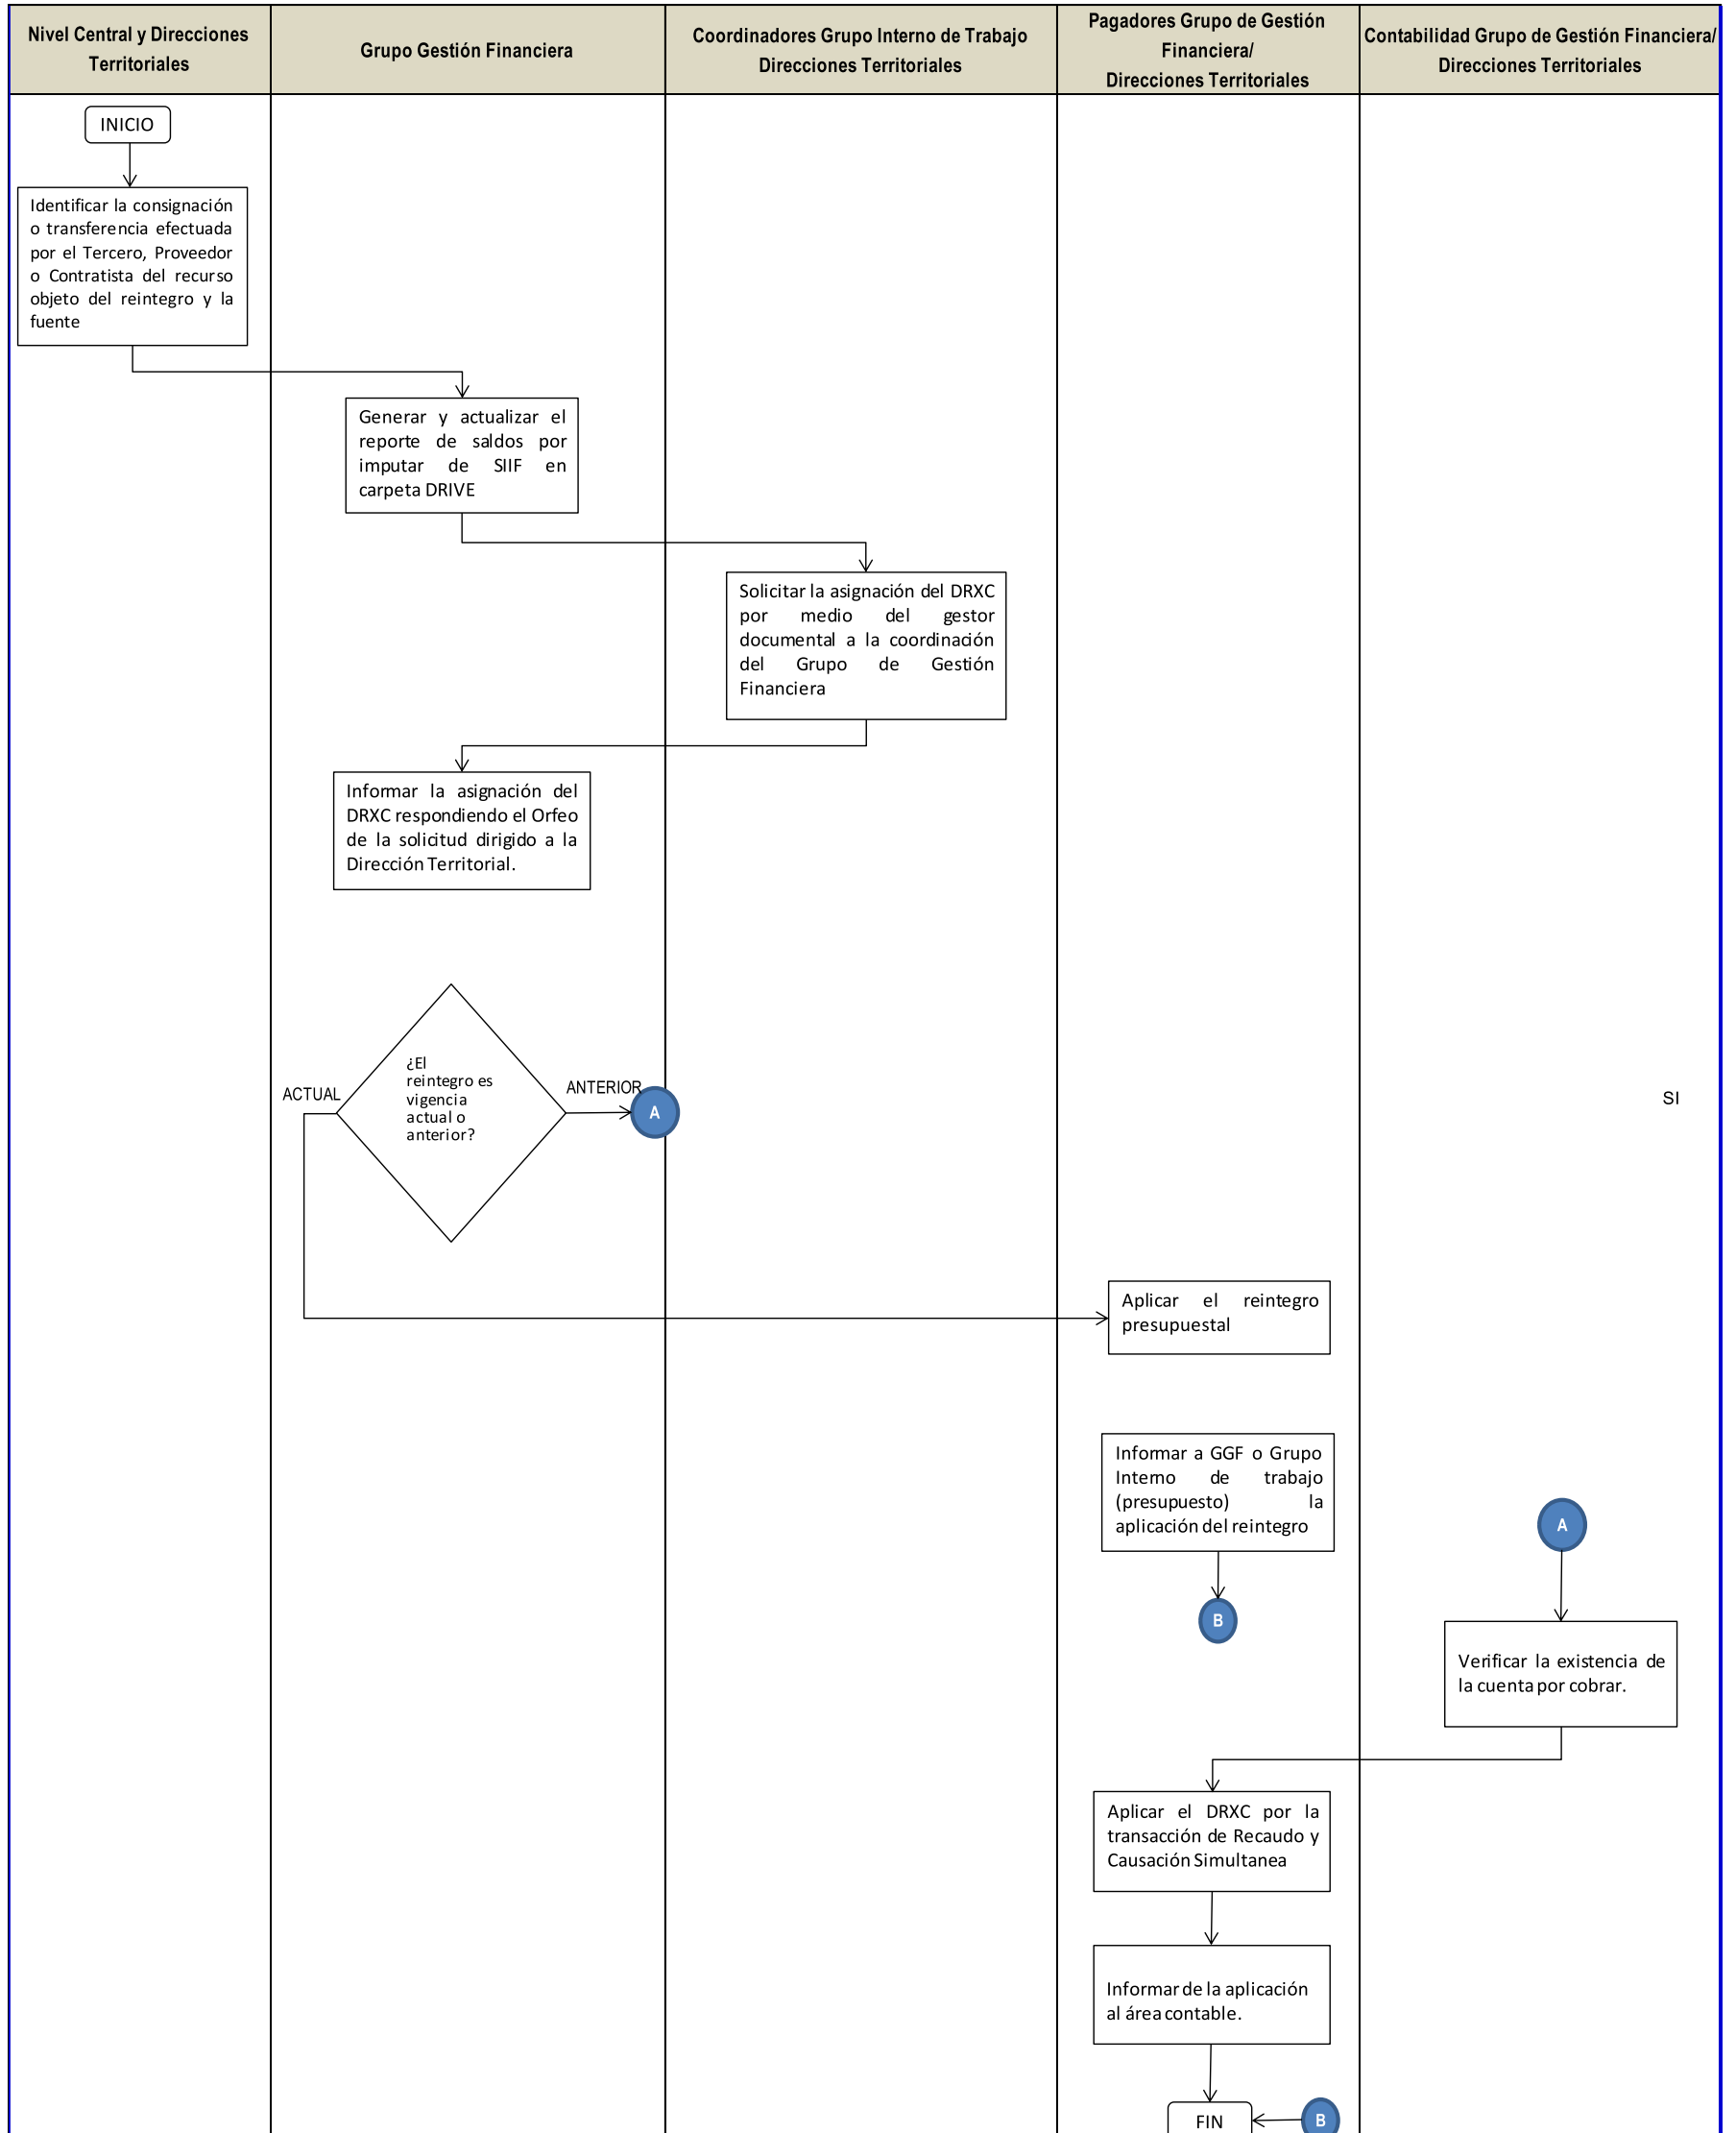 Nivel Central y Direcciones
Territoriales
Grupo Gestión Financiera
Coordinadores Grupo Interno de Trabajo
Direcciones Territoriales
Pagadores Grupo de Gestión
Financiera/
Direcciones Territoriales
Contabilidad Grupo de Gestión Financiera/
Direcciones Territoriales
INICIO
Identificar la consignación
o transferencia efectuada
por el Tercero, Proveedor
o Contratista del recurso
objeto del reintegro y la
fuente
Generar y actualizar el
reporte de saldos por
imputar de SIIF en
carpeta DRIVE
Solicitar la asignación del DRXC
por medio del gestor
documental a la coordinación
del Grupo de Gestión
Financiera
Informar la asignación del
DRXC respondiendo el Orfeo
de la solicitud dirigido a la
Dirección Territorial.
¿El
reintegro es
vigencia
actual o
anterior?
ACTUAL
ANTERIOR
A
SI
Aplicar el reintegro
presupuestal
Informar a GGF o Grupo
Interno de trabajo
(presupuesto) la
aplicación del reintegro
A
B
Verificar la existencia de
la cuenta por cobrar.
Aplicar el DRXC por la
transacción de Recaudo y
Causación Simultanea
Informar de la aplicación
al área contable.
FIN
B